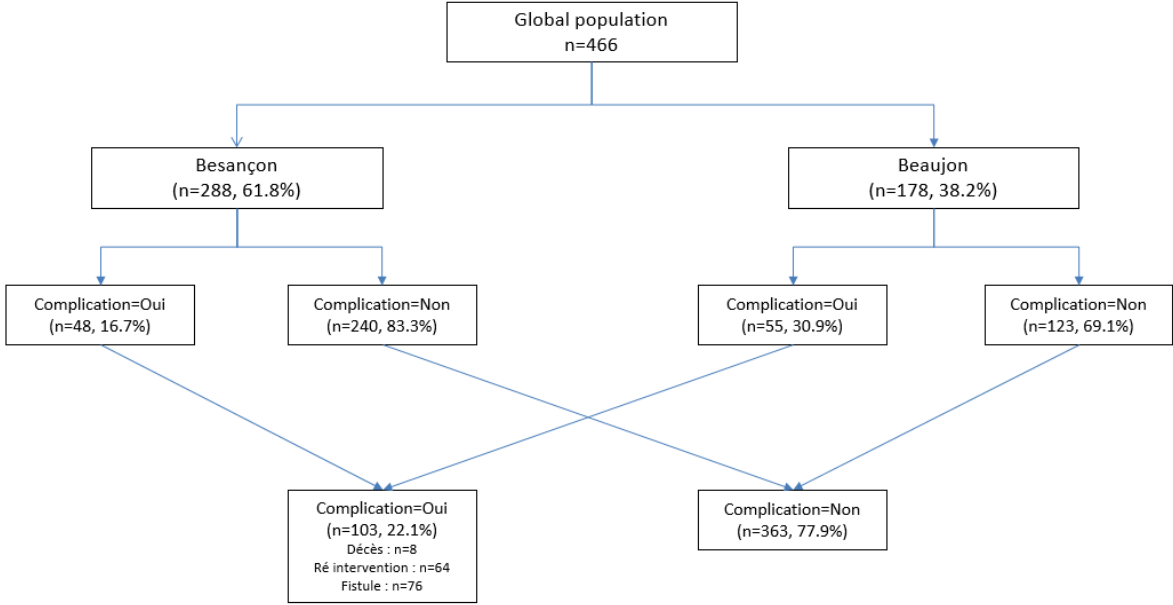 Global population
n=466
Besançon
(n=288, 61.8%)
Beaujon
(n=178, 38.2%)
Complication=Oui
(n=48, 16.7%)
Complication=Non
(n=240, 83.3%)
Complication=Oui
(n=55, 30.9%)
Complication=Non
(n=123, 69.1%)
Complication=Oui
(n=103, 22.1%)
Décès : n=8
Ré intervention : n=64
Fistule : n=76
Complication=Non
(n=363, 77.9%)